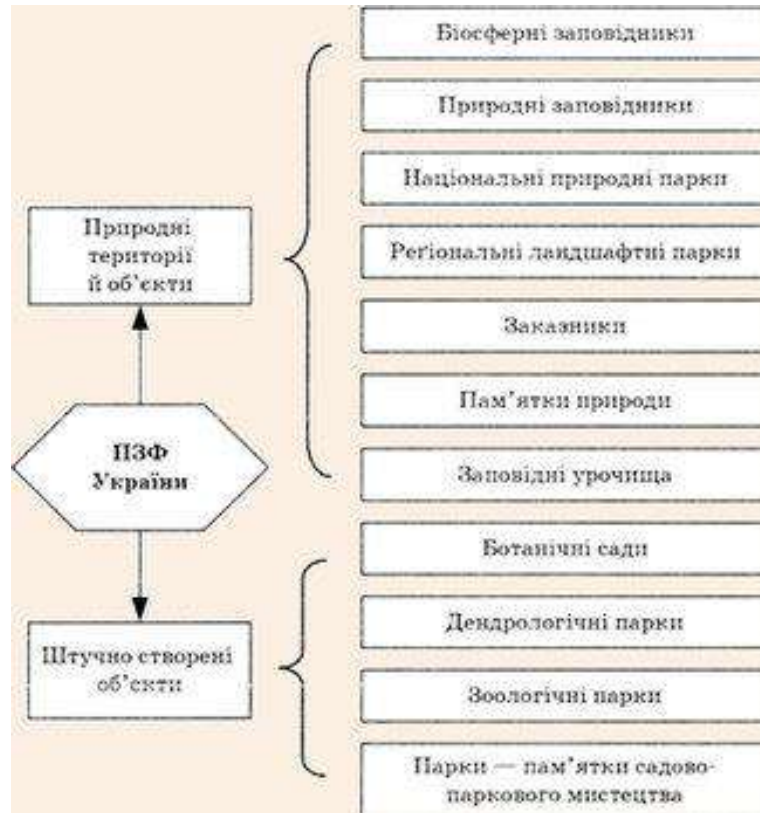 Біосферні заповідники
Природні заповідники
Національні природні парки
Природні
території
й об’єкти
Реґіональні ландшафтні парки
Заказники
Пам’ятки природи
ПЗФ
України
Заповідні урочища
Ботанічні сади
Дендрологічні парки
Штучно створені
об’єкти
Зоологічні парки
Парки — пам’ятки садово-
паркового мистецтва